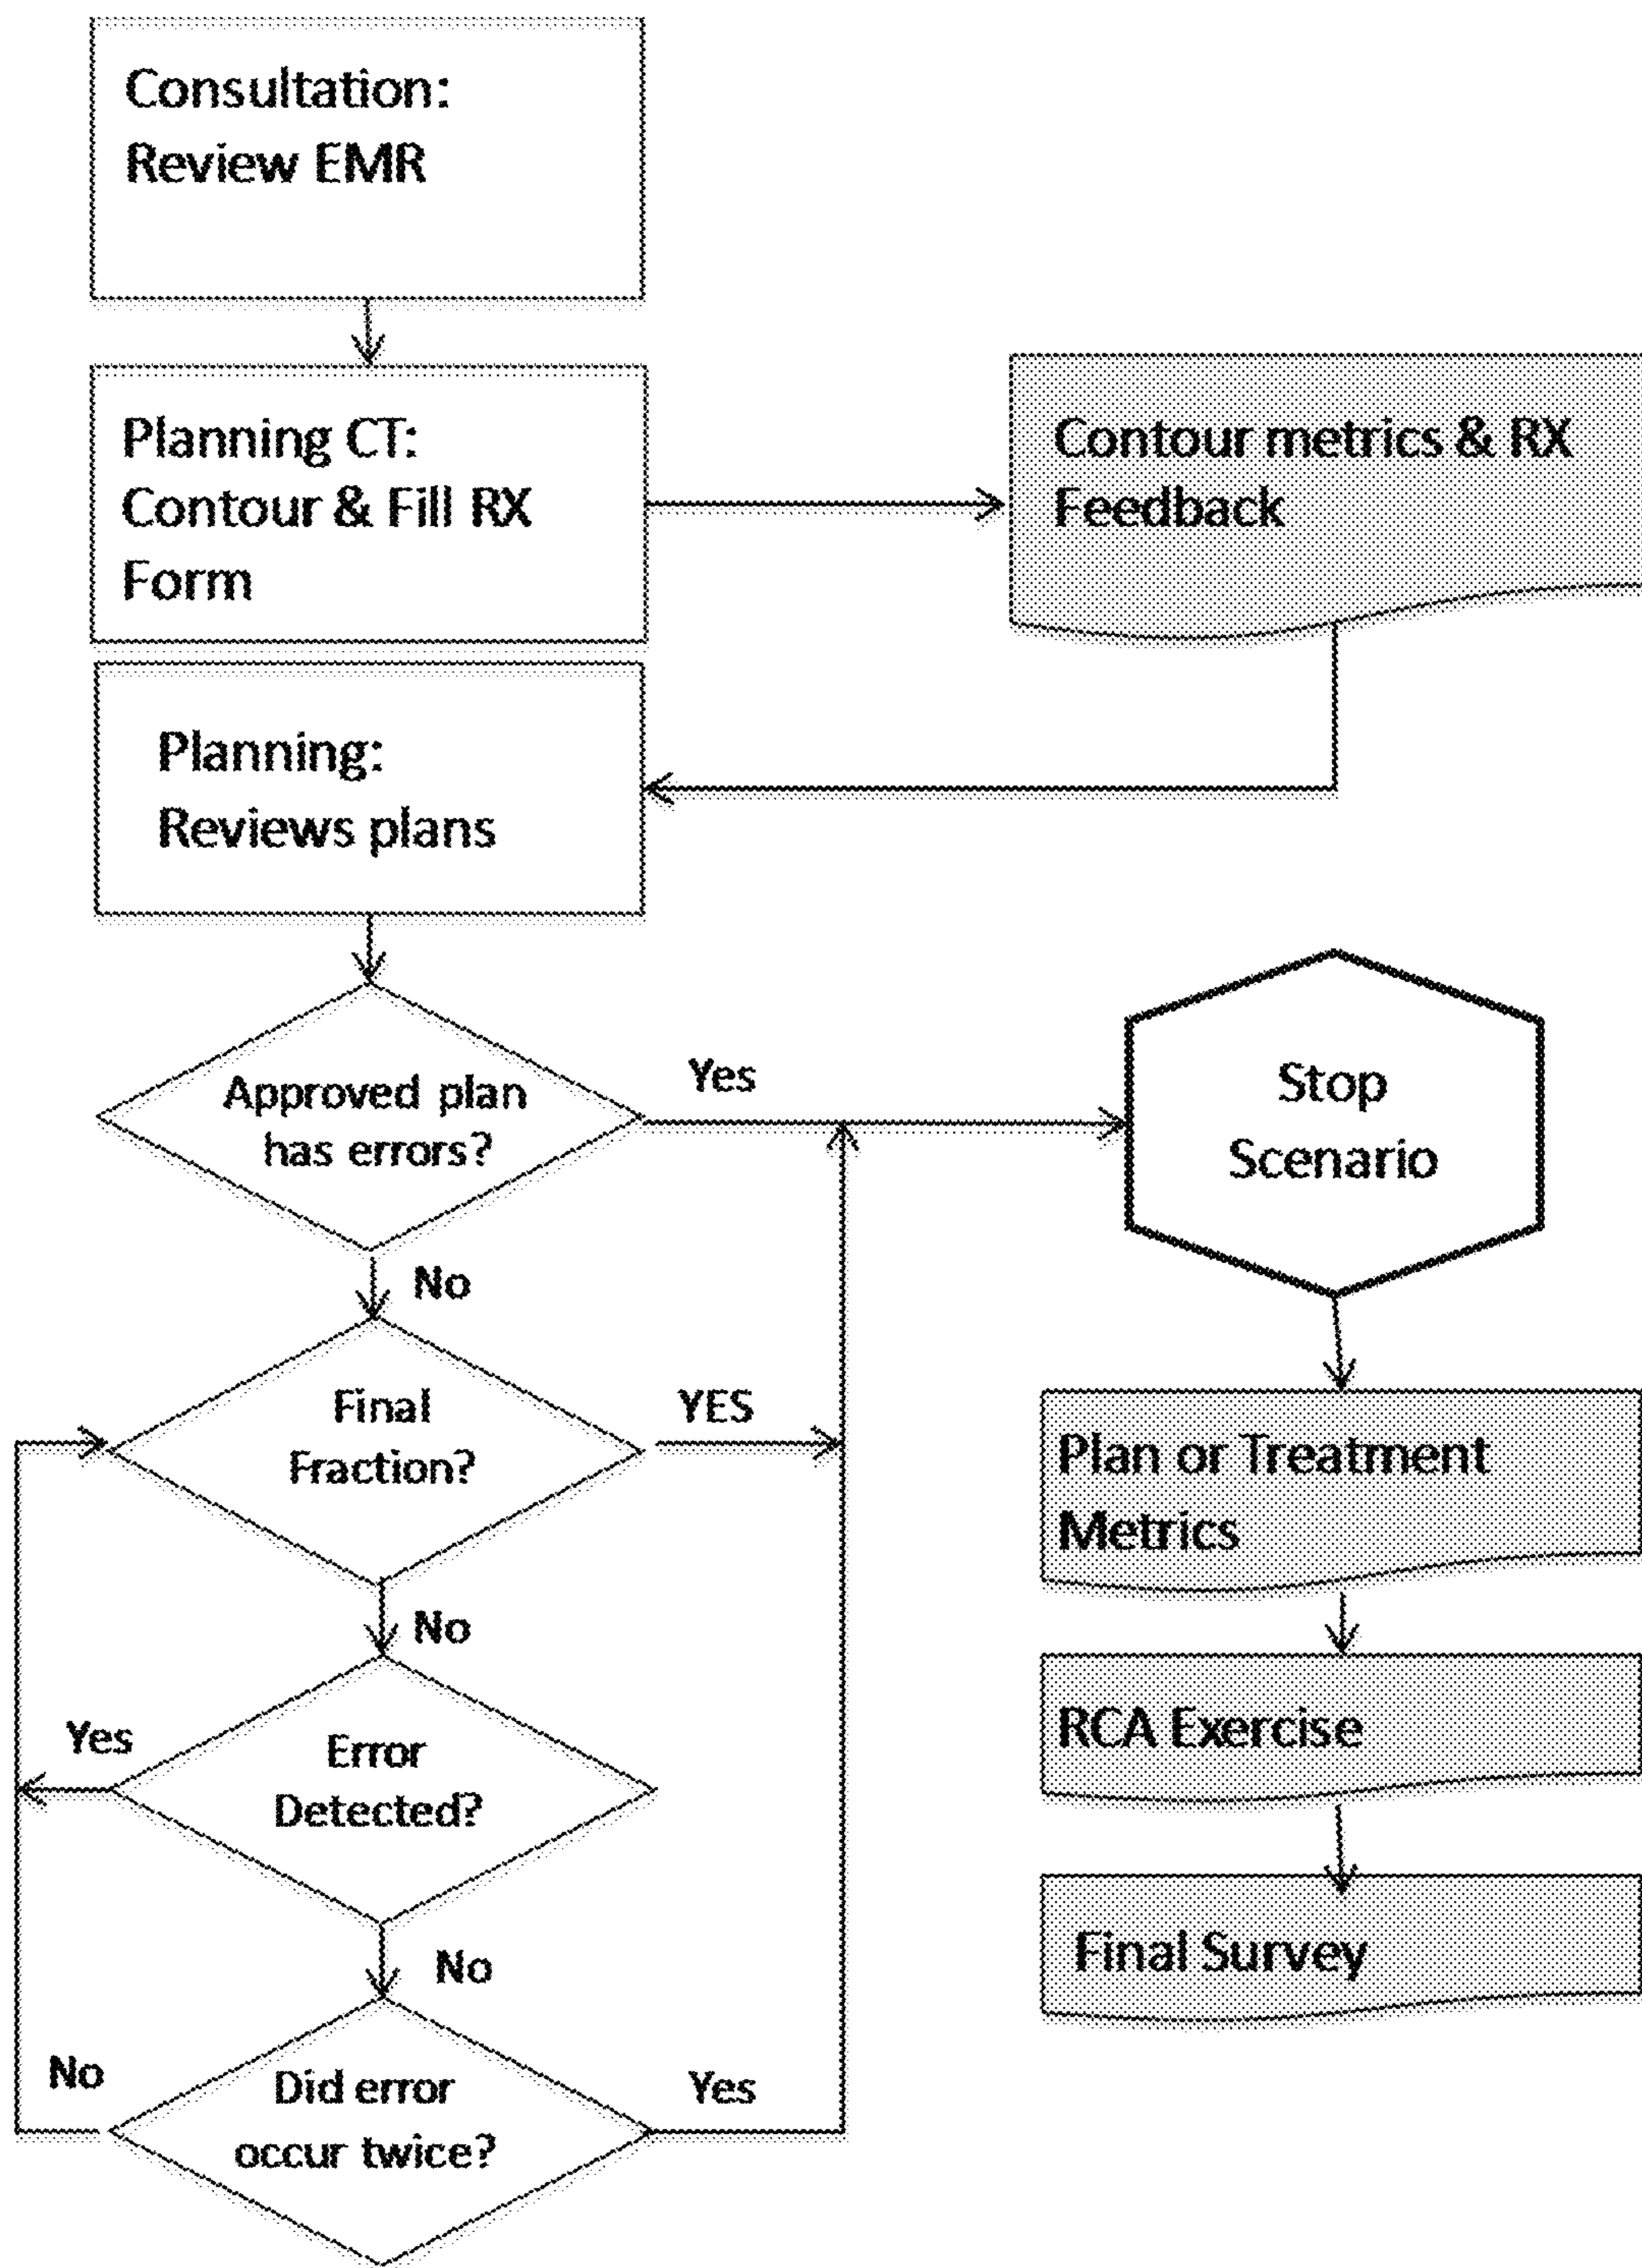 Consultation:
Review EMR
Planning CT:
Contour & Fill RX
Form
Contour metrics & RX
Feedback
Planning:
Reviews plans
Approved plan
has errors?
Yes
Stop
Scenario
No
Final
Fraction?
YES
Plan or Treatment
Metrics
No
Yes
Error
Detected?
RCA Exercise
No
Final Survey
No
Did error
occur twice?
Yes